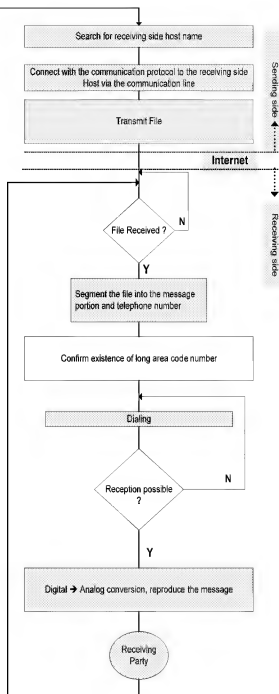 Search for receiving side host name
Connect with the communication protocol to the receiving side
Host via the communication line
Transmit File
Sending side
Internet
Receiving side
File Received ?
N
Y
Segment the file into the message
portion and telephone number
Confirm existence of long area code number
Dialing
Reception possible
?
N
Y
Digital ➔ Analog conversion, reproduce the message
Receiving
Party